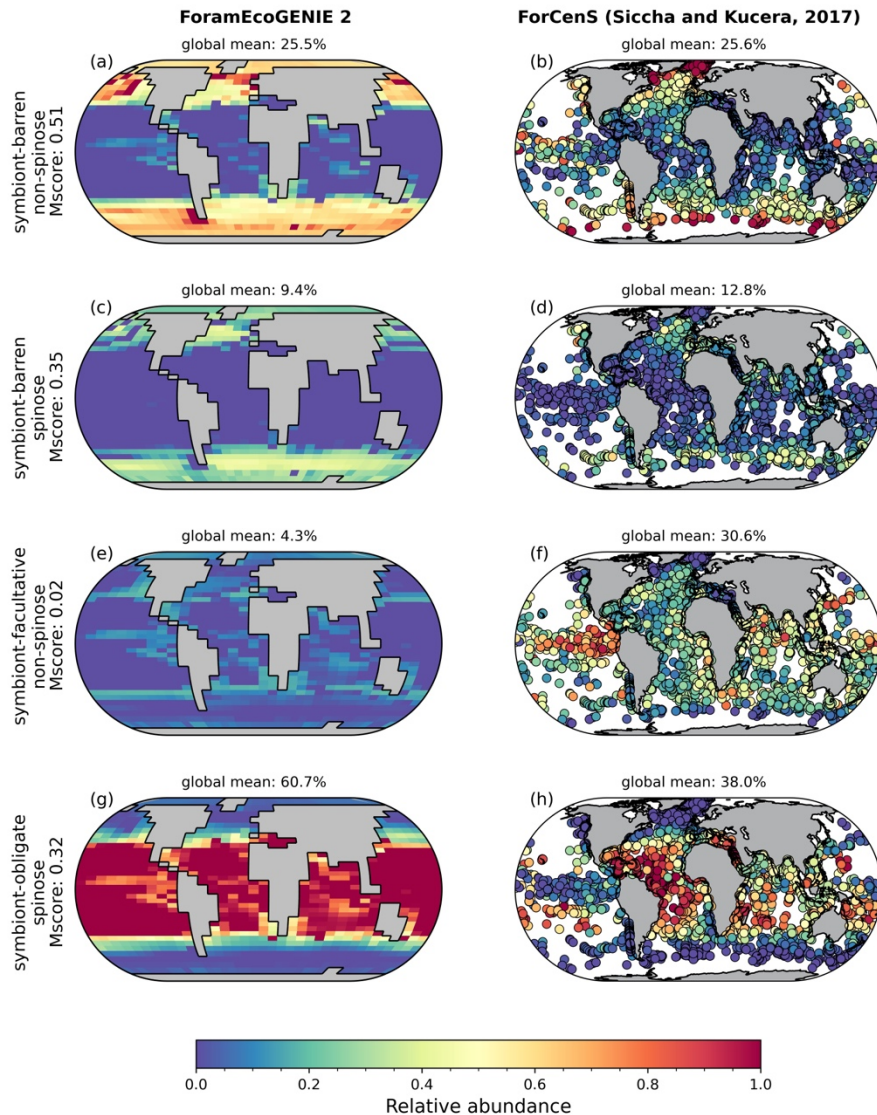 ForamEcoGENIE 2
ForCenS (Siccha and Kucera, 2017)
symbiont-barren
non-spinose
Mscore: 0.51
(a)
global mean: 25.5%
(b)
global mean: 25.6%
symbiont-barren
spinose
Mscore: 0.35
(c)
global mean: 9.4%
(d)
global mean: 12.8%
symbiont-facultative
non-spinose
Mscore: 0.02
(e)
global mean: 4.3%
(f)
global mean: 30.6%
symbiont-obligate
spinose
Mscore: 0.32
(g)
global mean: 60.7%
(h)
global mean: 38.0%
0.0 0.2 0.4 0.6 0.8 1.0
Relative abundance